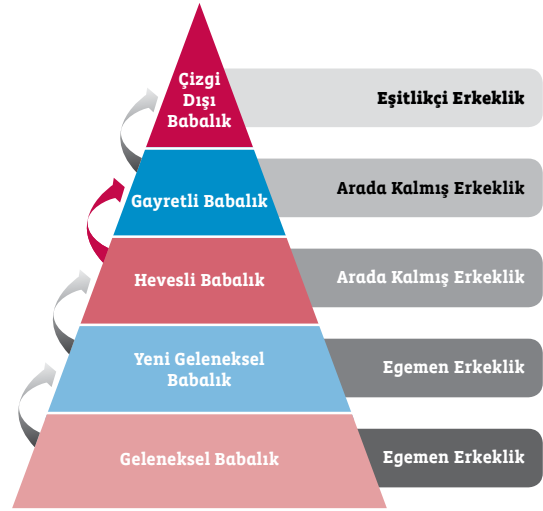 Çizgi
Dışı
Babalık
Eşitlikçi Erkeklik
Gayretli Babalık
Arada Kalmış Erkeklik
Hevesli Babalık
Arada Kalmış Erkeklik
Yeni Geleneksel
Babalık
Egemen Erkeklik
Geleneksel Babalık
Egemen Erkeklik